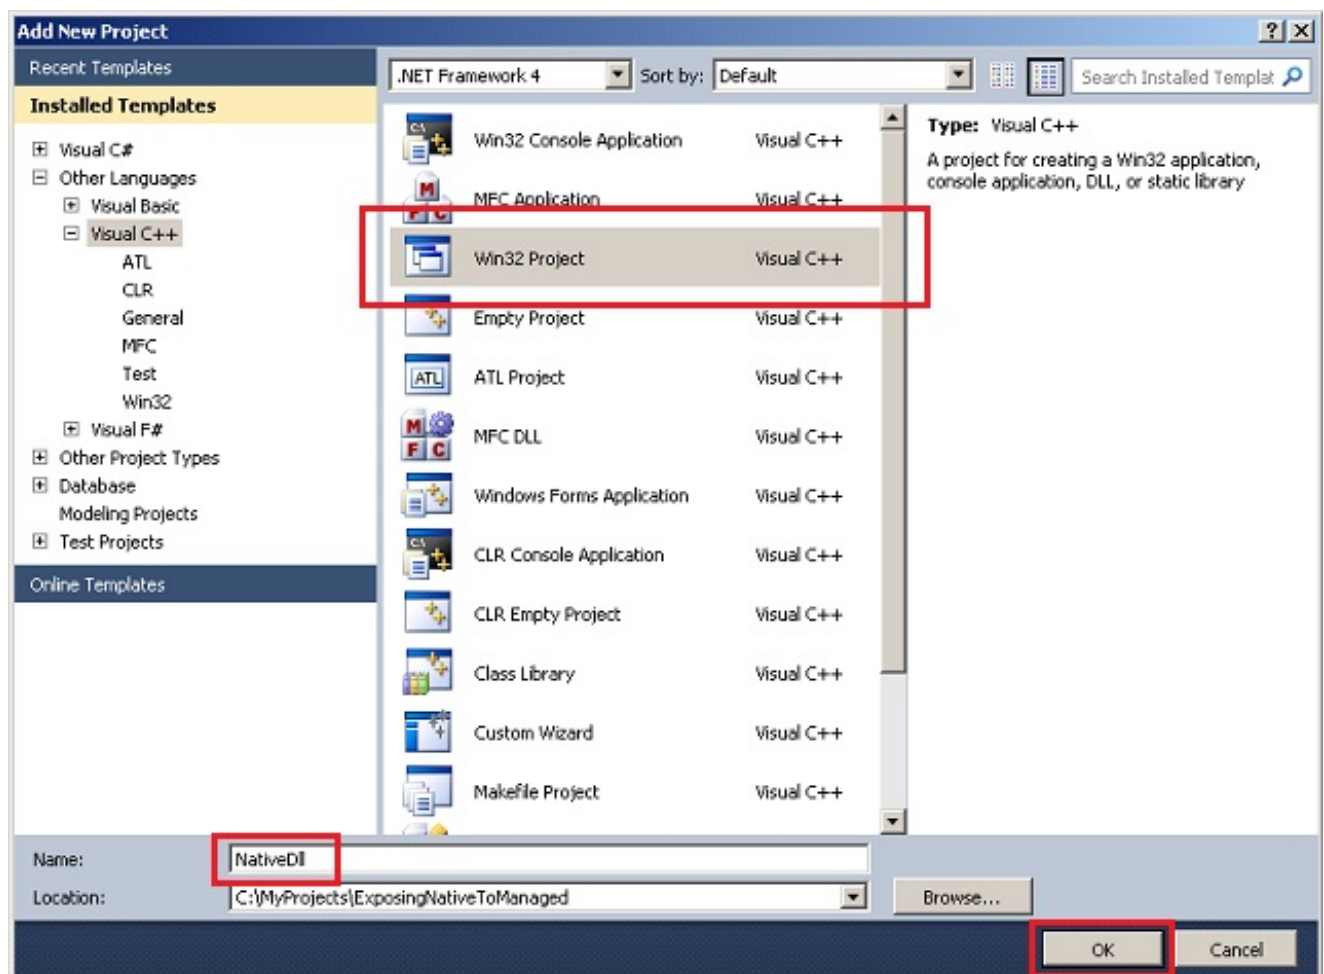 Add New Project
Recent Templates
Installed Templates
Visual C#
Other Languages
Visual Basic
Visual C++
ATL
CLR
General
MFC
Test
Win32
Visual F#
Other Project Types
Database
Modeling Projects
Test Projects
Online Templates
.NET Framework 4 Sort by: Default Search Installed Templat
Win32 Console Application Visual C++
MFC Application Visual C++
Win32 Project Visual C++
Empty Project Visual C++
ATL Project Visual C++
MFC DLL Visual C++
Windows Forms Application Visual C++
CLR Console Application Visual C++
CLR Empty Project Visual C++
Class Library Visual C++
Custom Wizard Visual C++
Makefile Project Visual C++
Type: Visual C++
A project for creating a Win32 application,
console application, DLL, or static library
Name: NativeDll
Location: C:\MyProjects\ExposingNativeToManaged Browse...
OK Cancel